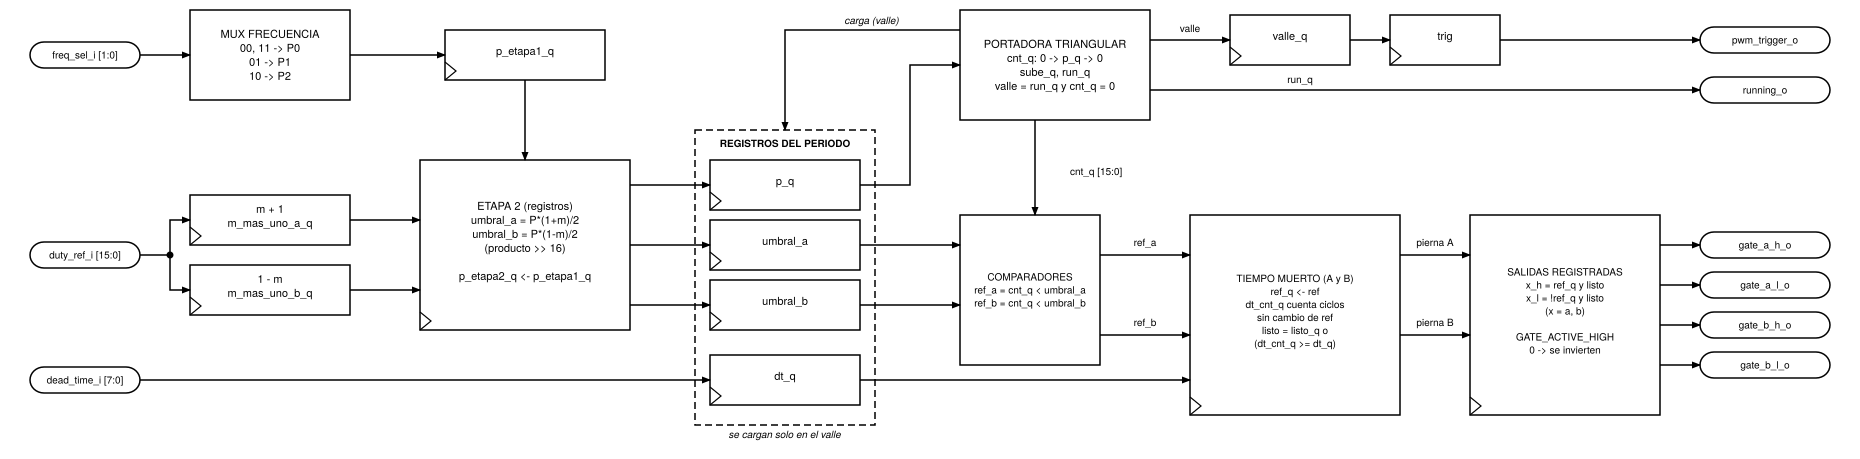 freq_sel_i [1:0]
MUX FRECUENCIA
00, 11 -> P0
01 -> P1
10 -> P2
p_etapa1_q
carga (valle)
PORTADORA TRIANGULAR
cnt_q: 0 -> p_q -> 0
sube_q, run_q
valle = run_q y cnt_q = 0
valle
valle_q
trig
pwm_trigger_o
run_q
running_o
cnt_q [15:0]
duty_ref_i [15:0]
m + 1
m_mas_uno_a_q
1 - m
m_mas_uno_b_q
ETAPA 2 (registros)
umbral_a = P*(1+m)/2
umbral_b = P*(1-m)/2
(producto >> 16)
p_etapa2_q <- p_etapa1_q
REGISTROS DEL PERIODO
p_q
umbral_a
umbral_b
dt_q
se cargan solo en el valle
dead_time_i [7:0]
COMPARADORES
ref_a = cnt_q < umbral_a
ref_b = cnt_q < umbral_b
ref_a
ref_b
TIEMPO MUERTO (A y B)
ref_q <- ref
dt_cnt_q cuenta ciclos
sin cambio de ref
listo = listo_q o
(dt_cnt_q >= dt_q)
pierna A
pierna B
SALIDAS REGISTRADAS
x_h = ref_q y listo
x_l = !ref_q y listo
(x = a, b)
GATE_ACTIVE_HIGH
0 -> se invierten
gate_a_h_o
gate_a_l_o
gate_b_h_o
gate_b_l_o